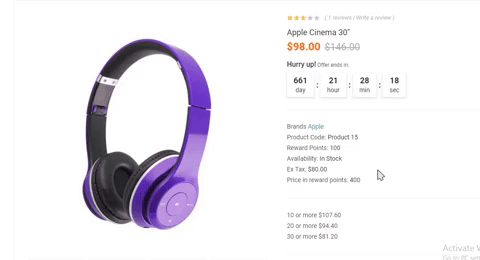 ( 1 reviews / Write a review )
Apple Cinema 30"
$98.00 $146.00
Hurry up! Offer ends in:
661 : 21 : 28 : 18
day hour min sec
Brands Apple
Product Code: Product 15
Reward Points: 100
Availability: In Stock
Ex Tax: $80.00
Price in reward points: 400
10 or more $107.60
20 or more $94.40
30 or more $81.20
Activate
Go to PC